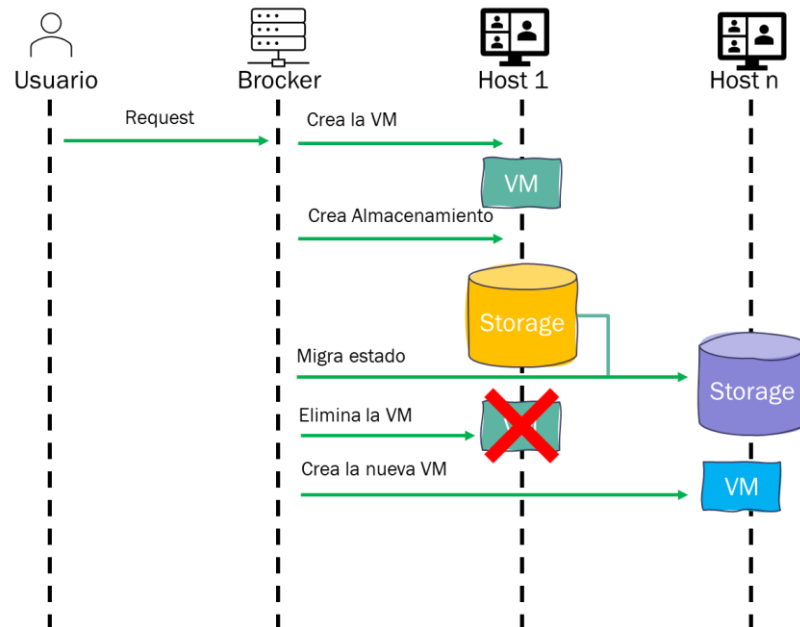 Usuario
Brocker
Host 1
Host n
Request
Crea la VM
VM
Crea Almacenamiento
Storage
Migra estado
Storage
Elimina la VM
Crea la nueva VM
VM